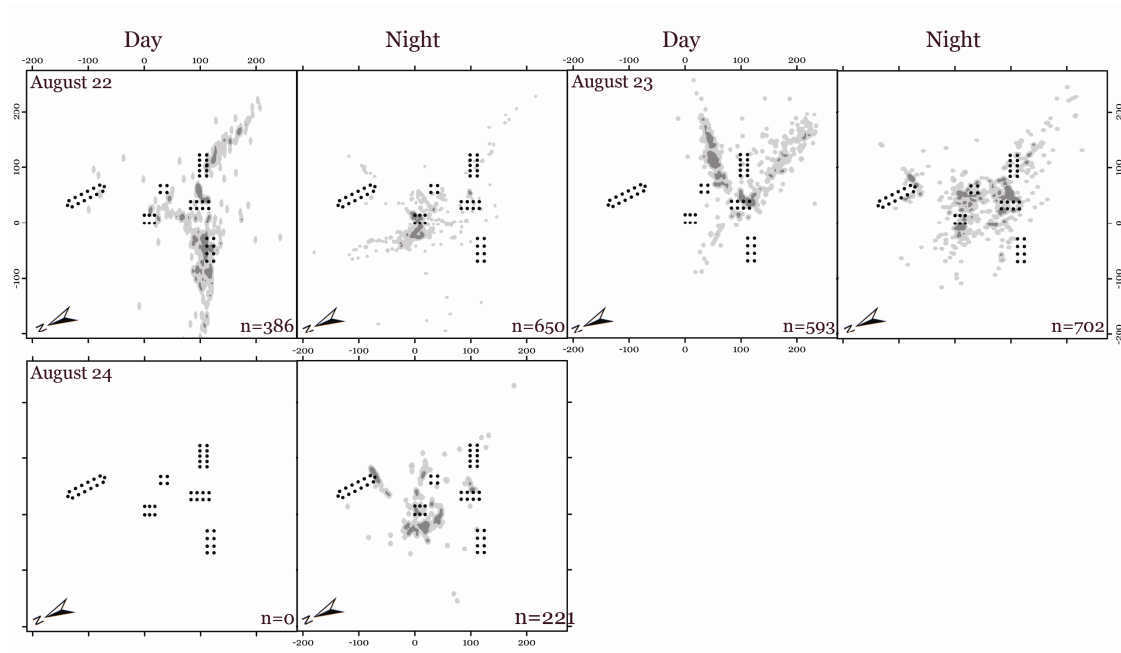 Day Night Day Night
-200 -100 0 100 200 -200 -100 0 100 200
August 22 August 23
200 200
100 100
0 0
-100 -100
-200
N N N N
n=386 n=650 n=593 n=702
-200 -100 0 100 200 -200 -100 0 100 200
August 24
N N
n=0 n=221
-200 -100 0 100 200